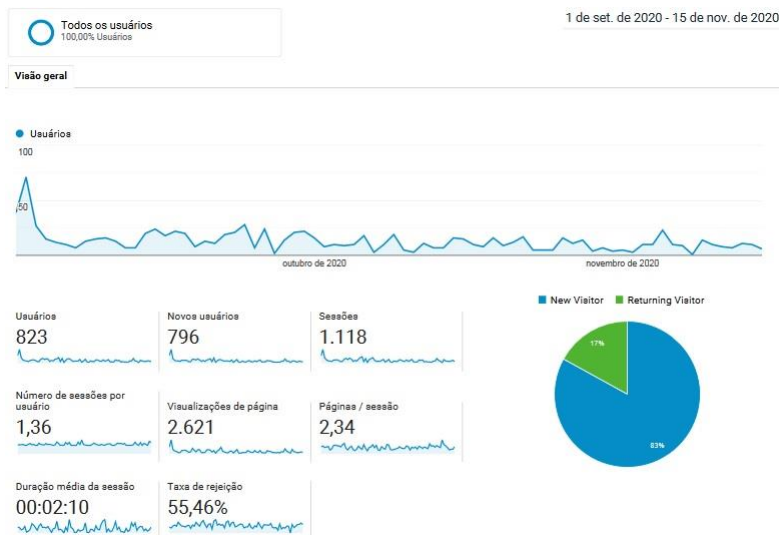 Todos os usuários
100,00% Usuários
1 de set. de 2020 - 15 de nov. de 2020
Visão geral
Usuários
100
50
outubro de 2020
novembro de 2020
Usuários
823
Novos usuários
796
Sessões
1.118
Número de sessões por
usuário
1,36
Visualizações de página
2.621
Páginas / sessão
2,34
Duração média da sessão
00:02:10
Taxa de rejeição
55,46%
New Visitor
Returning Visitor
17%
83%